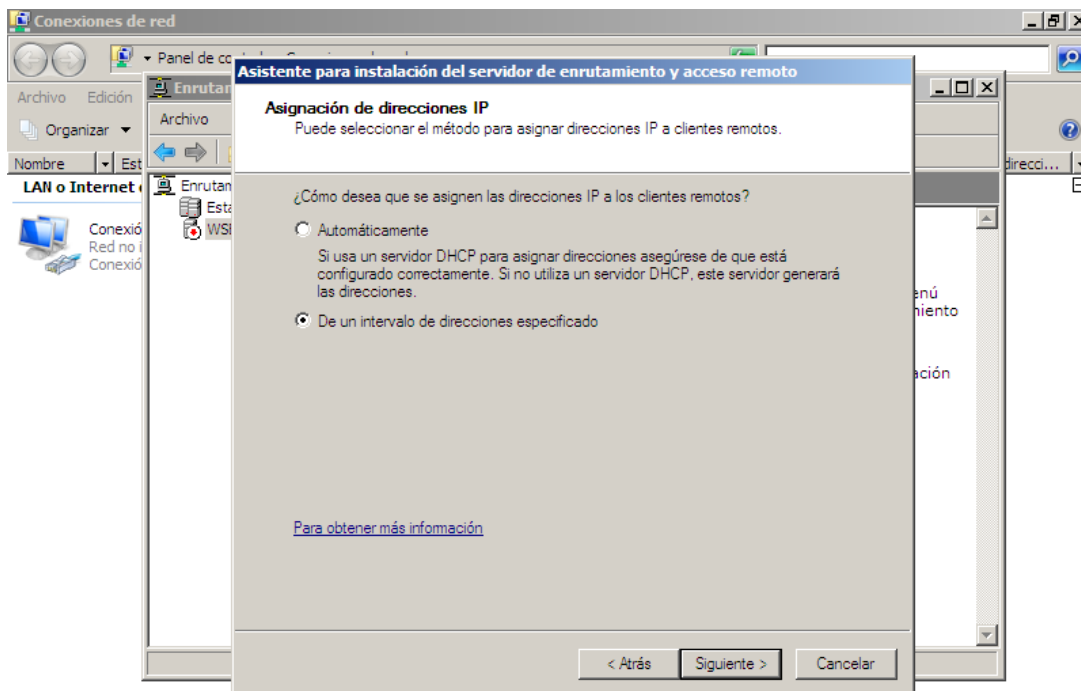 Conexiones de red
Panel de co
Archivo Edición
Organizar
Nombre Est
direcci...
LAN o Internet
Conexió
Red no i
Conexió
Enrutar
Archivo
Enrutan
Esta
WSE
enú
niento
ación
Asistente para instalación del servidor de enrutamiento y acceso remoto
Asignación de direcciones IP
Puede seleccionar el método para asignar direcciones IP a clientes remotos.
¿Cómo desea que se asignen las direcciones IP a los clientes remotos?
Automáticamente
Si usa un servidor DHCP para asignar direcciones asegúrese de que está
configurado correctamente. Si no utiliza un servidor DHCP, este servidor generará
las direcciones.
De un intervalo de direcciones especificado
Para obtener más información
< Atrás Siguiente > Cancelar